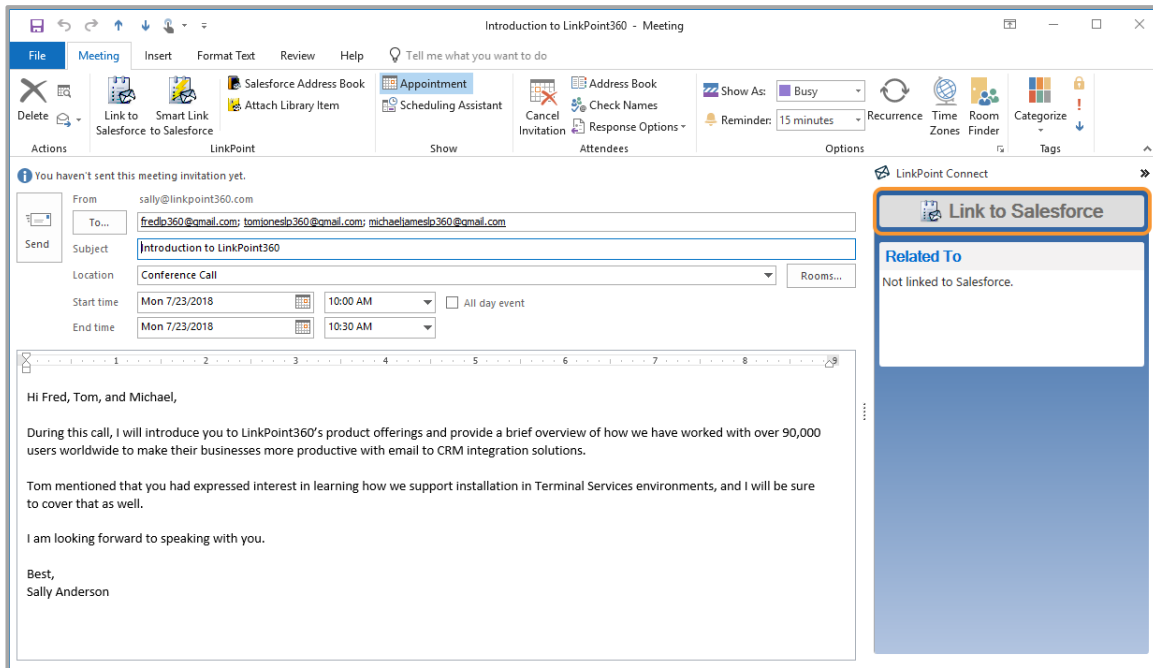 Introduction to LinkPoint360 - Meeting
File Meeting Insert Format Text Review Help Tell me what you want to do
Delete
Actions
Link to Salesforce
Smart Link to Salesforce
Salesforce Address Book
Attach Library Item
LinkPoint
Appointment
Scheduling Assistant
Show
Cancel Invitation
Address Book
Check Names
Response Options
Attendees
Show As: Busy
Reminder: 15 minutes
Recurrence
Time Zones
Room Finder
Options
Categorize
Tags
You haven't sent this meeting invitation yet.
Send
From sally@linkpoint360.com
To... fredlp360@gmail.com; tomjoneslp360@gmail.com; michaeljameslp360@gmail.com
Subject Introduction to LinkPoint360
Location Conference Call Rooms...
Start time Mon 7/23/2018 10:00 AM All day event
End time Mon 7/23/2018 10:30 AM
1 2 3 4 5 6 7 8 9
Hi Fred, Tom, and Michael,
During this call, I will introduce you to LinkPoint360's product offerings and provide a brief overview of how we have worked with over 90,000
users worldwide to make their businesses more productive with email to CRM integration solutions.
Tom mentioned that you had expressed interest in learning how we support installation in Terminal Services environments, and I will be sure
to cover that as well.
I am looking forward to speaking with you.
Best,
Sally Anderson
LinkPoint Connect
Link to Salesforce
Related To
Not linked to Salesforce.